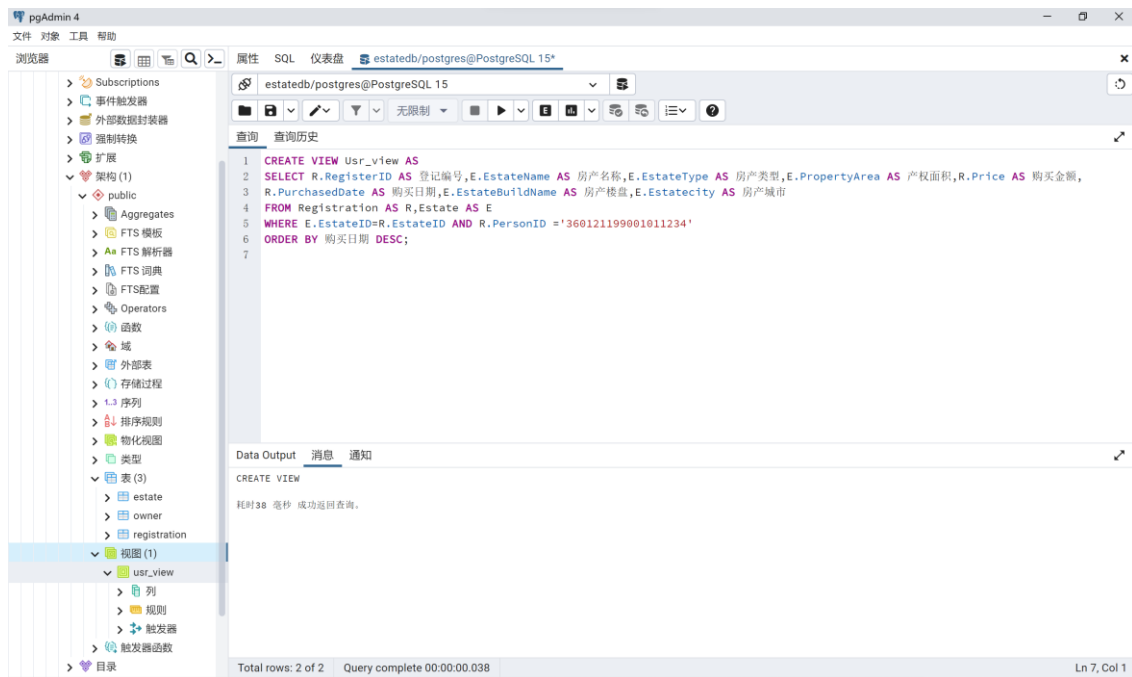 pgAdmin 4
文件 对象 工具 帮助
浏览器
属性 SQL 仪表盘 estatedb/postgres@PostgreSQL 15*
Subscriptions
事件触发器
外部数据封装器
强制转换
扩展
架构 (1)
public
Aggregates
FTS 模板
Aa FTS 解析器
FTS 词典
FTS配置
Operators
函数
域
外部表
存储过程
1..3 序列
排序规则
物化视图
类型
表 (3)
estate
owner
registration
视图 (1)
usr_view
列
规则
触发器
触发器函数
目录
estatedb/postgres@PostgreSQL 15
无限制
查询 查询历史
1 CREATE VIEW Usr_view AS
2 SELECT R.RegisterID AS 登记编号,E.EstateName AS 房产名称,E.EstateType AS 房产类型,E.PropertyArea AS 产权面积,R.Price AS 购买金额,
3 R.PurchasedDate AS 购买日期,E.EstateBuildName AS 房产楼盘,E.Estatecity AS 房产城市
4 FROM Registration AS R,Estate AS E
5 WHERE E.EstateID=R.EstateID AND R.PersonID ='360121199001011234'
6 ORDER BY 购买日期 DESC;
7
Data Output 消息 通知
CREATE VIEW
耗时38 毫秒 成功返回查询。
Total rows: 2 of 2 Query complete 00:00:00.038 Ln 7, Col 1